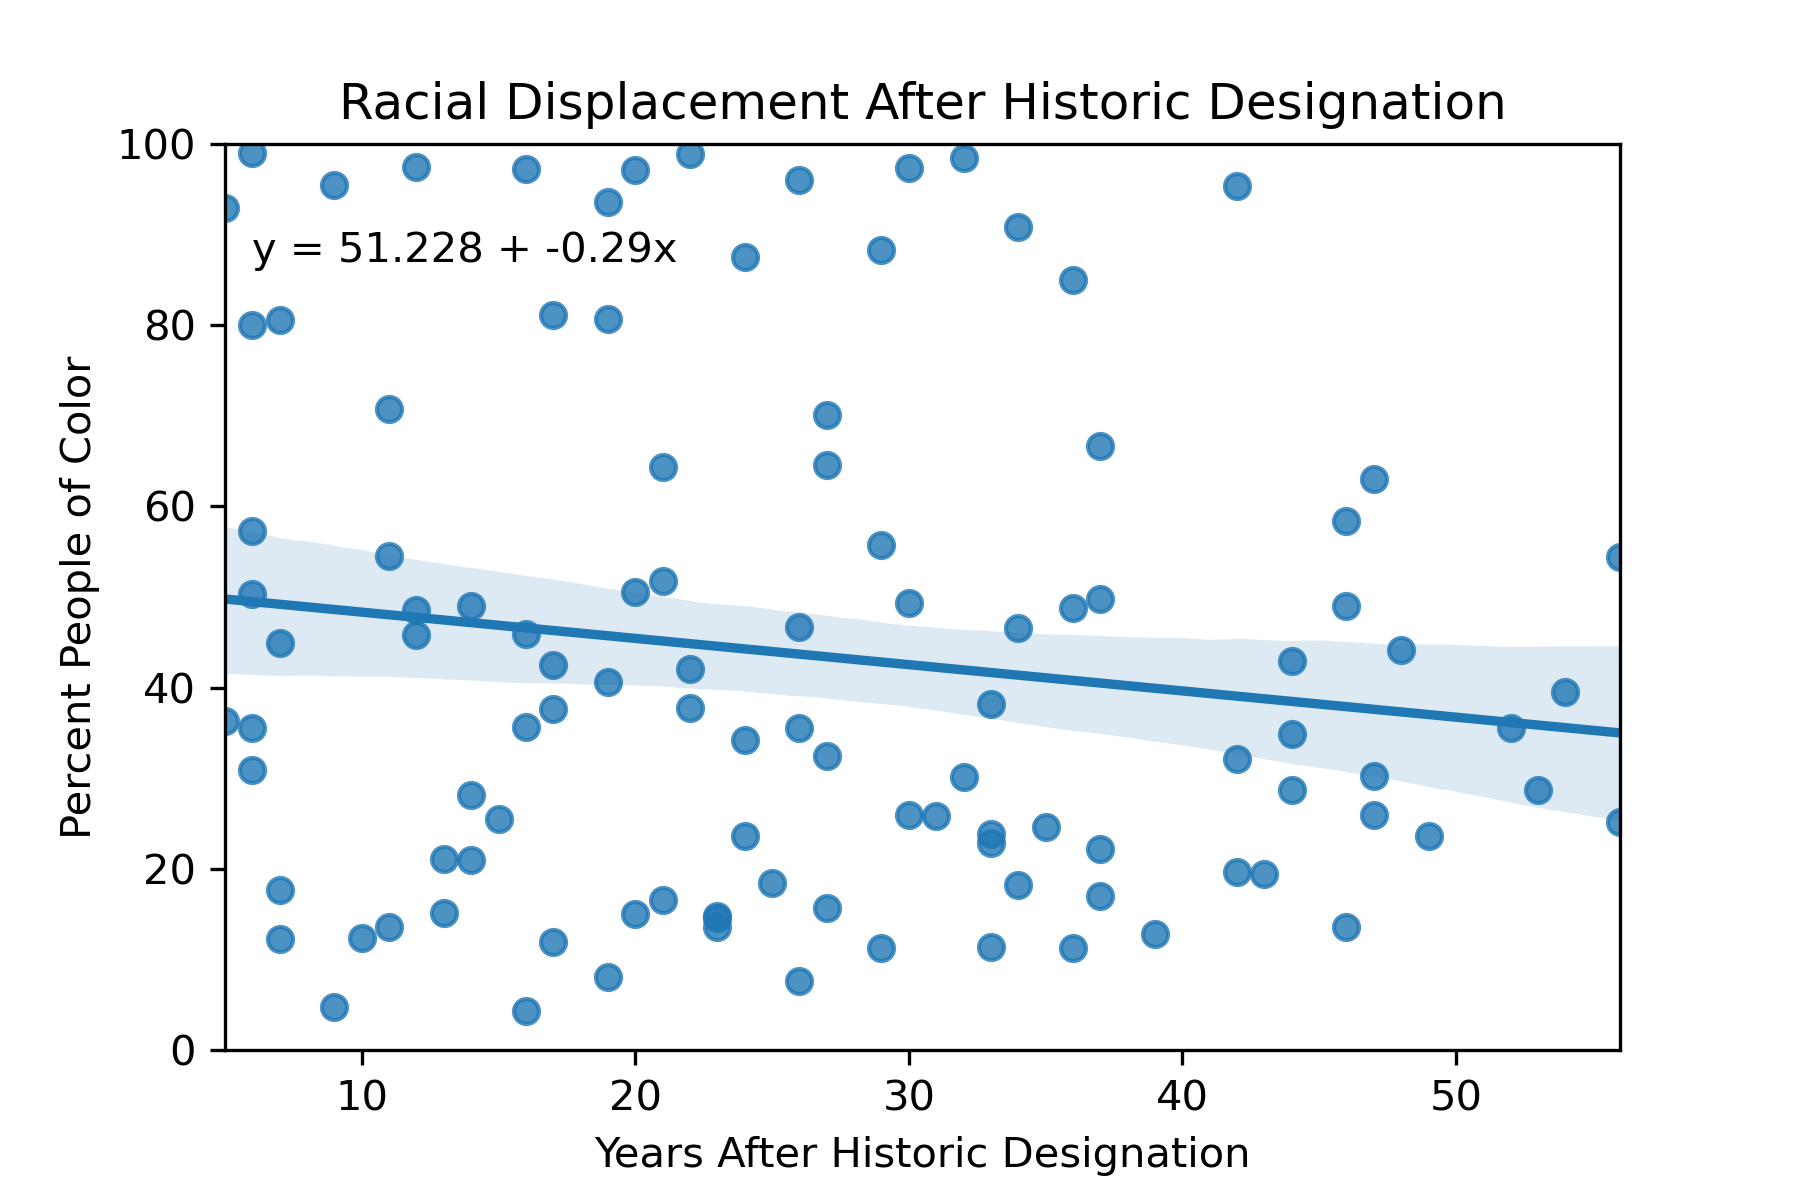 Racial Displacement After Historic Designation
100
80
60
40
20
0
Percent People of Color
y = 51.228 + -0.29x
10 20 30 40 50
Years After Historic Designation